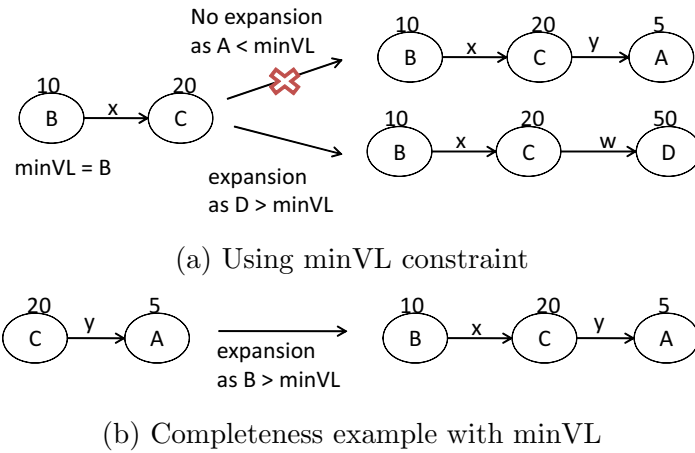 No expansion
as A < minVL
10
B
x
20
C
y
5
A
10
B
x
20
C
minVL = B
10
B
x
20
C
w
50
D
expansion
as D > minVL
(a) Using minVL constraint
20
C
y
5
A
expansion
as B > minVL
10
B
x
20
C
y
5
A
(b) Completeness example with minVL